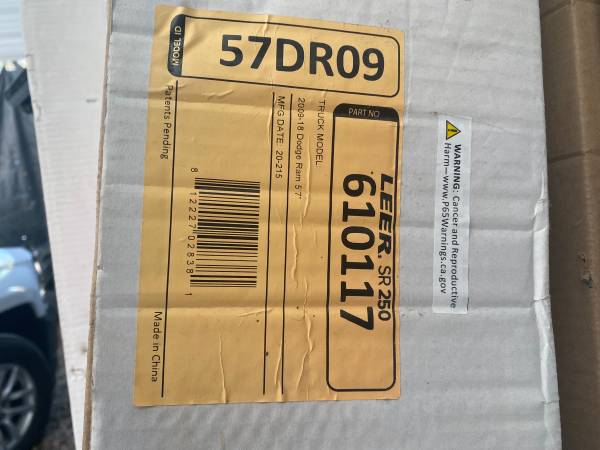 MODEL ID
57DR09
LEER. SR 250
PART NO
610117
TRUCK MODEL:
2009-18 Dodge Ram 5'7"
MFG DATE: 20-215
8 12227 02838 1
Patents Pending
Made in China
WARNING: Cancer and Reproductive
Harm—www.P65Warnings.ca.gov